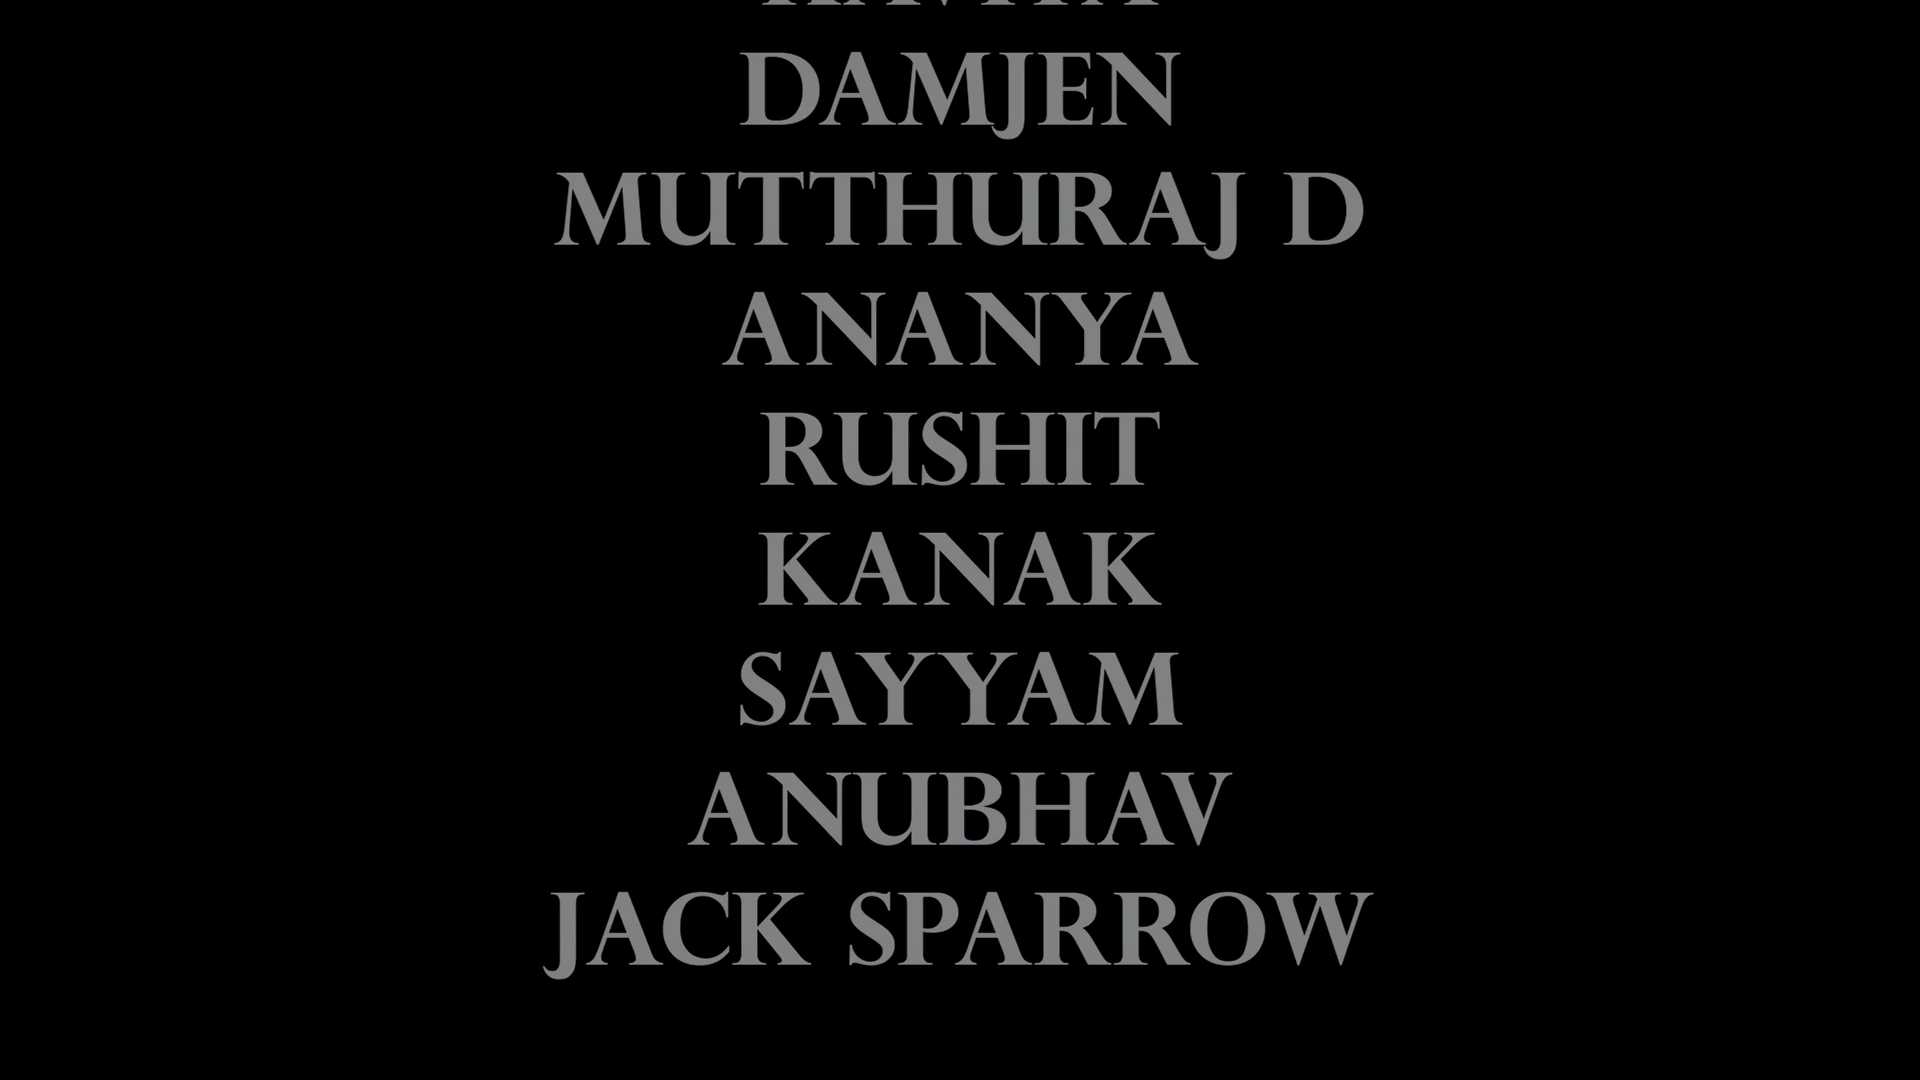 DAMJEN
MUTTHURAJ D
ANANYA
RUSHIT
KANAK
SAYYAM
ANUBHAV
JACK SPARROW